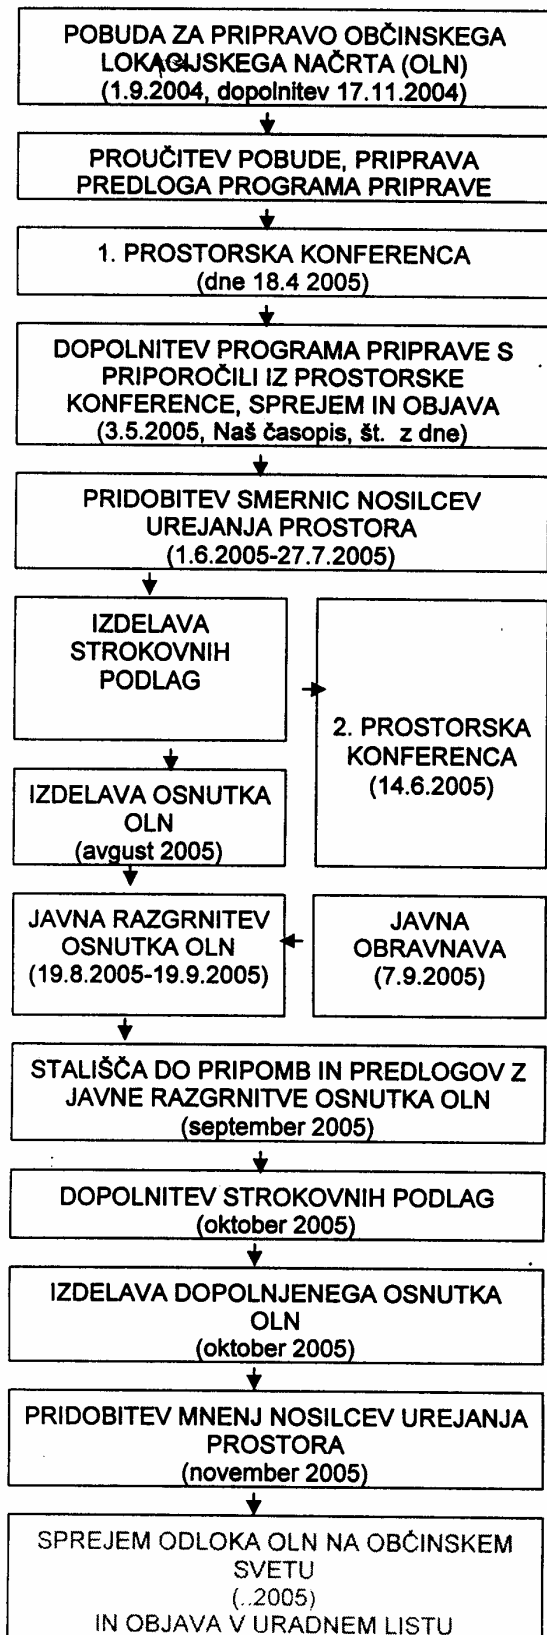 POBUDA ZA PRIPRAVO OBČINSKEGA
LOKACIJSKEGA NAČRTA (OLN)
(1.9.2004, dopolnitev 17.11.2004)
PROUČITEV POBUDE, PRIPRAVA
PREDLOGA PROGRAMA PRIPRAVE
1. PROSTORSKA KONFERENCA
(dne 18.4 2005)
DOPOLNITEV PROGRAMA PRIPRAVE S
PRIPOROČILI IZ PROSTORSKE
KONFERENCE, SPREJEM IN OBJAVA
(3.5.2005, Naš časopis, št. z dne)
PRIDOBITEV SMERNIC NOSILCEV
UREJANJA PROSTORA
(1.6.2005-27.7.2005)
IZDELAVA
STROKOVNIH
PODLAG
2. PROSTORSKA
KONFERENCA
(14.6.2005)
IZDELAVA OSNUTKA
OLN
(avgust 2005)
JAVNA RAZGRNITEV
OSNUTKA OLN
(19.8.2005-19.9.2005)
JAVNA
OBRAVNAVA
(7.9.2005)
STALIŠČA DO PRIPOMB IN PREDLOGOV Z
JAVNE RAZGRNITVE OSNUTKA OLN
(september 2005)
DOPOLNITEV STROKOVNIH PODLAG
(oktober 2005)
IZDELAVA DOPOLNJENEGA OSNUTKA
OLN
(oktober 2005)
PRIDOBITEV MNENJ NOSILCEV UREJANJA
PROSTORA
(november 2005)
SPREJEM ODLOKA OLN NA OBČINSKEM
SVETU
(..2005)
IN OBJAVA V URADNEM LISTU